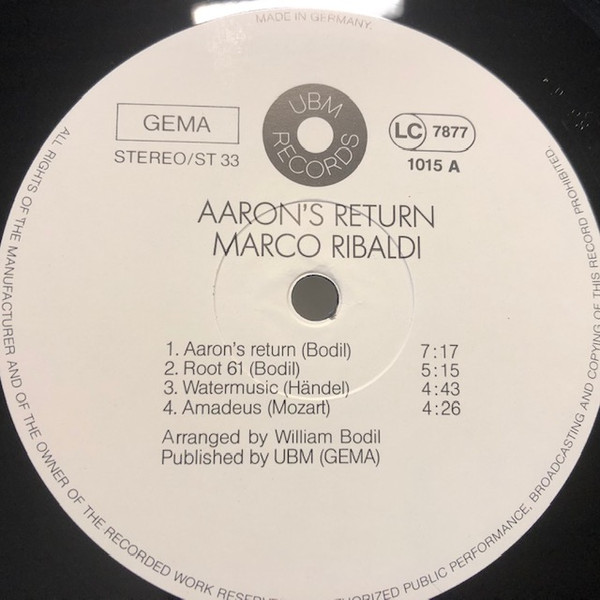 MADE IN GERMANY.
GEMA
STEREO/ST 33
UBM
RECORDS
LC 7877
1015 A
AARON'S RETURN
MARCO RIBALDI
1. Aaron's return (Bodil) 7:17
2. Root 61 (Bodil) 5:15
3. Watermusic (Händel) 4:43
4. Amadeus (Mozart) 4:26
Arranged by William Bodil
Published by UBM (GEMA)
ALL RIGHTS OF THE MANUFACTURER AND OF THE OWNER OF THE RECORDED WORK PUBLIC PERFORMANCE, BROADCASTING AND COPYING OF THIS RECORD PROHIBITED.